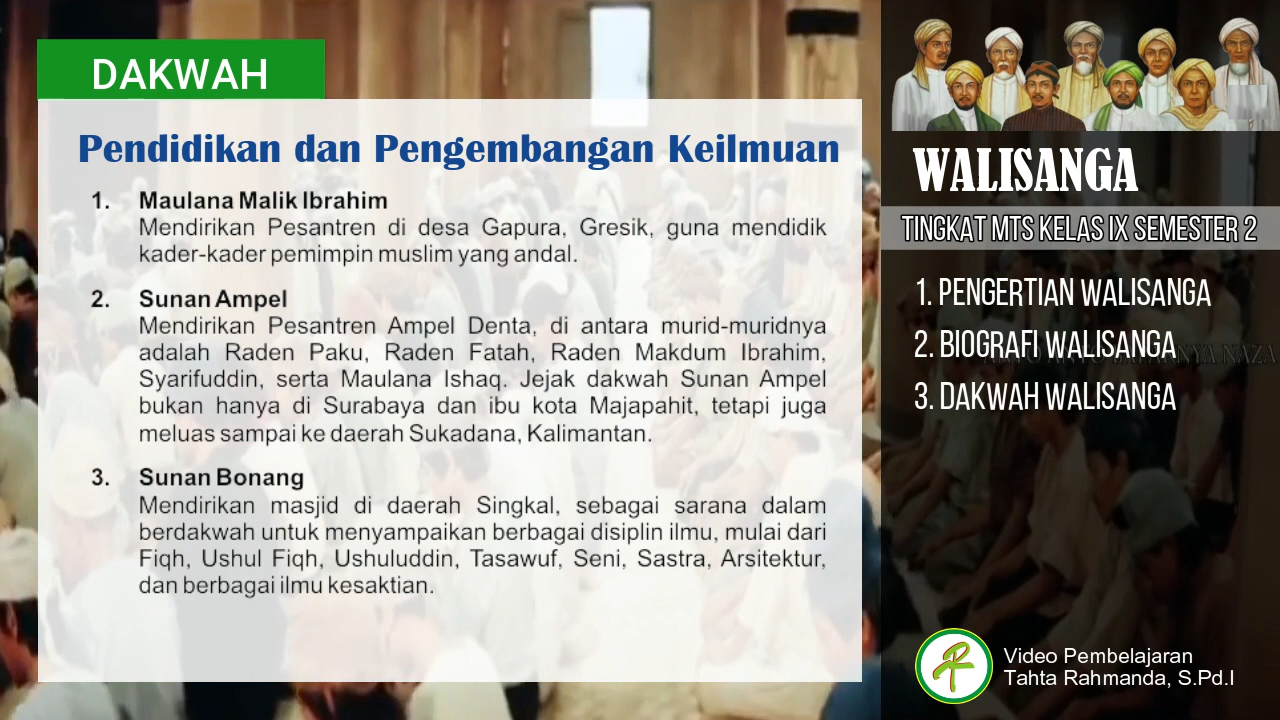 DAKWAH
Pendidikan dan Pengembangan Keilmuan
1. Maulana Malik Ibrahim
Mendirikan Pesantren di desa Gapura, Gresik, guna mendidik
kader-kader pemimpin muslim yang andal.
2. Sunan Ampel
Mendirikan Pesantren Ampel Denta, di antara murid-muridnya
adalah Raden Paku, Raden Fatah, Raden Makdum Ibrahim,
Syarifuddin, serta Maulana Ishaq. Jejak dakwah Sunan Ampel
bukan hanya di Surabaya dan ibu kota Majapahit, tetapi juga
meluas sampai ke daerah Sukadana, Kalimantan.
3. Sunan Bonang
Mendirikan masjid di daerah Singkal, sebagai sarana dalam
berdakwah untuk menyampaikan berbagai disiplin ilmu, mulai dari
Fiqh, Ushul Fiqh, Ushuluddin, Tasawuf, Seni, Sastra, Arsitektur,
dan berbagai ilmu kesaktian.
WALISANGA
TINGKAT MTS KELAS IX SEMESTER 2
1. PENGERTIAN WALISANGA
2. BIOGRAFI WALISANGA
3. DAKWAH WALISANGA
Video Pembelajaran
Tahta Rahmanda, S.Pd.I